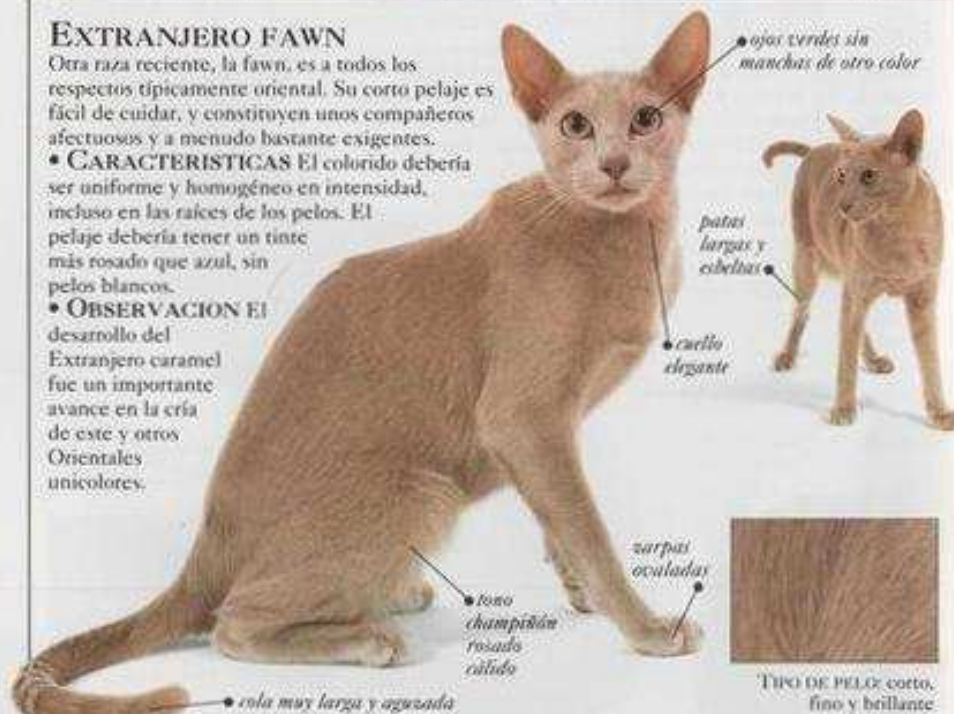 EXTRANJERO FAWN
Otra raza reciente, la fawn, es a todos los
respectos típicamente oriental. Su corto pelaje es
fácil de cuidar, y constituyen unos compañeros
afectuosos y a menudo bastante exigentes.
• CARACTERISTICAS El colorido debería
ser uniforme y homogéneo en intensidad,
incluso en las raíces de los pelos. El
pelaje debería tener un tinte
más rosado que azul, sin
pelos blancos.
• OBSERVACION El
desarrollo del
Extranjero caramel
fue un importante
avance en la cría
de este y otros
Orientales
unicolores.
ojos verdes sin
manchas de otro color
patas
largas y
esbeltas
cuello
elegante
zarpas
ovaladas
tono
champiñón
rosado
cálido
cola muy larga y aguzada
TIPO DE PELO: corto,
fino y brillante